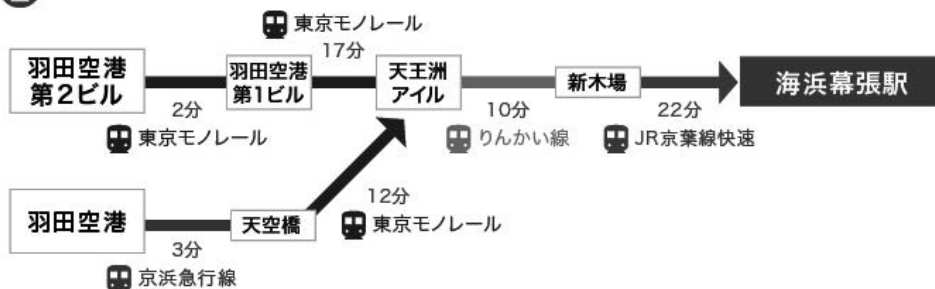 東京モノレール
17分
羽田空港
第2ビル
羽田空港
第1ビル
天王洲
アイル
新木場
海浜幕張駅
2分
東京モノレール
10分
りんかい線
22分
JR京葉線快速
12分
東京モノレール
羽田空港
天空橋
3分
京浜急行線